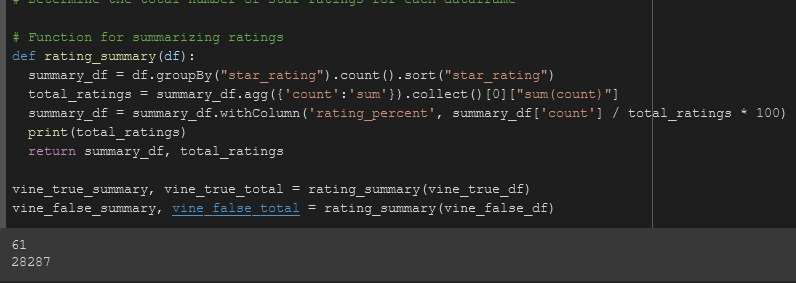 # Determine the total number of star ratings for each dataframe
# Function for summarizing ratings
def rating_summary(df):
  summary_df = df.groupBy("star_rating").count().sort("star_rating")
  total_ratings = summary_df.agg({'count':'sum'}).collect()[0]["sum(count)"]
  summary_df = summary_df.withColumn('rating_percent', summary_df['count'] / total_ratings * 100)
  print(total_ratings)
  return summary_df, total_ratings
vine_true_summary, vine_true_total = rating_summary(vine_true_df)
vine_false_summary, vine_false_total = rating_summary(vine_false_df)
61
28287